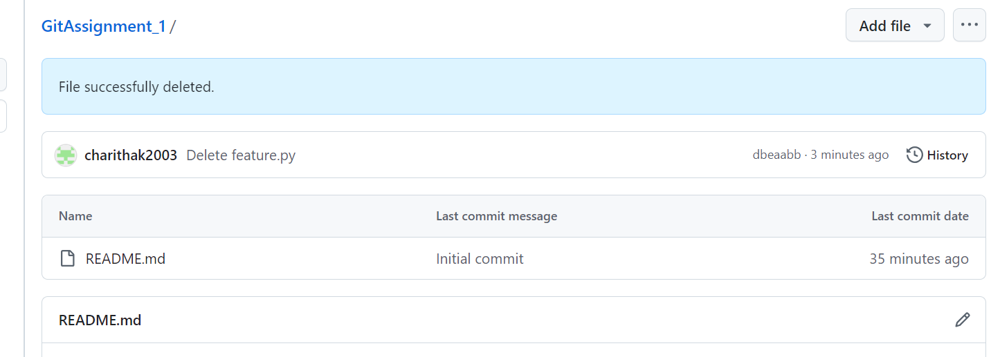 GitAssignment_1 /
Add file
File successfully deleted.
charithak2003 Delete feature.py
dbeaabb · 3 minutes ago
History
Name Last commit message Last commit date
README.md Initial commit 35 minutes ago
README.md